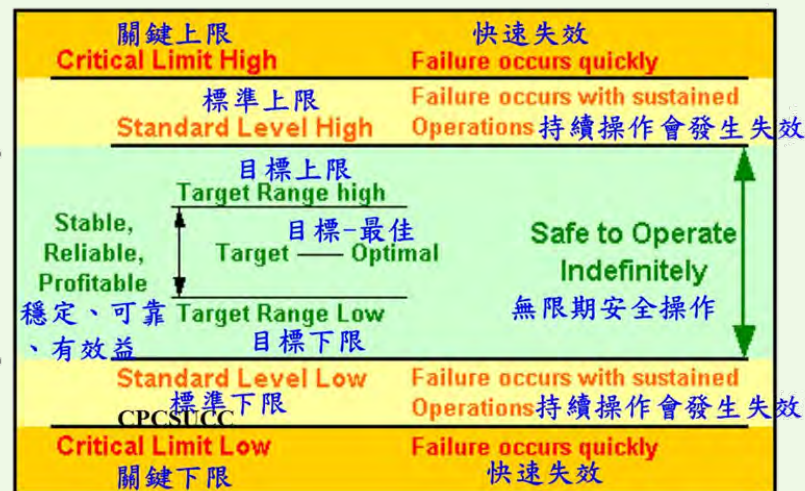 關鍵上限 快速失效
Critical Limit High Failure occurs quickly
標準上限 Failure occurs with sustained
Standard Level High Operations持續操作會發生失效
目標上限
Target Range high
Stable,
Reliable,
Profitable
穩定、可靠
、有效益
目標-最佳
Target Optimal
Target Range Low
目標下限
Safe to Operate
Indefinitely
無限期安全操作
Standard Level Low Failure occurs with sustained
標準下限 Operations持續操作會發生失效
CPCSUCC
Critical Limit Low Failure occurs quickly
關鍵下限 快速失效